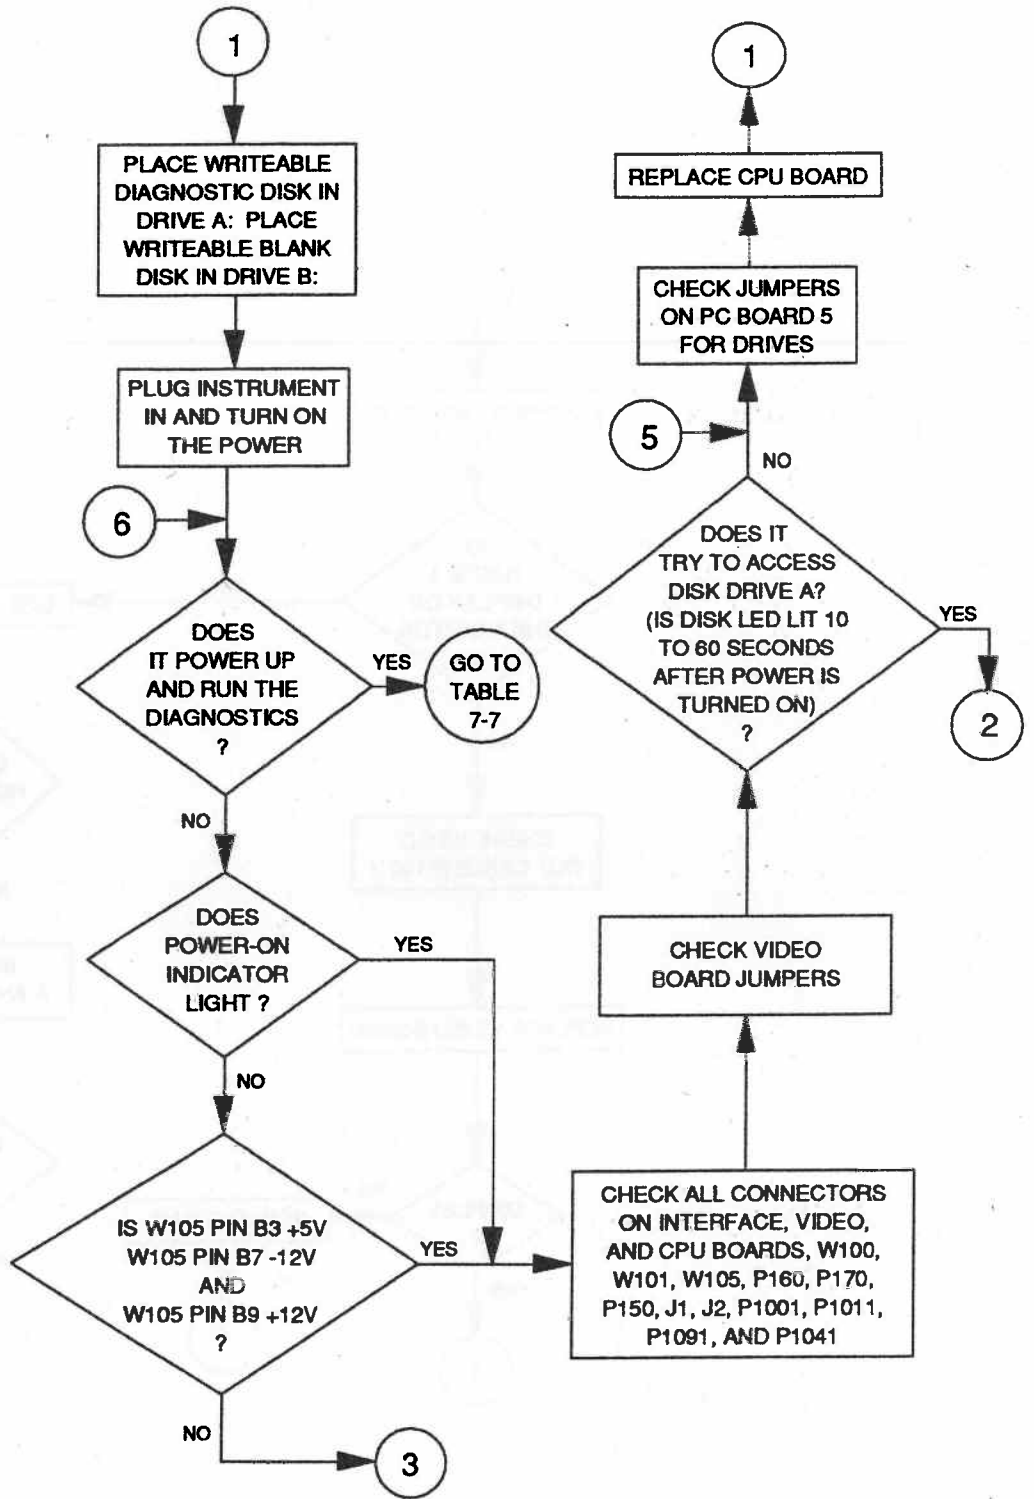 1
PLACE WRITEABLE
DIAGNOSTIC DISK IN
DRIVE A: PLACE
WRITEABLE BLANK
DISK IN DRIVE B:
PLUG INSTRUMENT
IN AND TURN ON
THE POWER
6
DOES
IT POWER UP
AND RUN THE
DIAGNOSTICS
?
YES
GO TO
TABLE
7-7
NO
DOES
POWER-ON
INDICATOR
LIGHT ?
YES
NO
IS W105 PIN B3 +5V
W105 PIN B7 -12V
AND
W105 PIN B9 +12V
?
YES
NO
3
CHECK ALL CONNECTORS
ON INTERFACE, VIDEO,
AND CPU BOARDS, W100,
W101, W105, P160, P170,
P150, J1, J2, P1001, P1011,
P1091, AND P1041
CHECK VIDEO
BOARD JUMPERS
DOES IT
TRY TO ACCESS
DISK DRIVE A?
(IS DISK LED LIT 10
TO 60 SECONDS
AFTER POWER IS
TURNED ON)
?
YES
2
NO
5
CHECK JUMPERS
ON PC BOARD 5
FOR DRIVES
REPLACE CPU BOARD
1